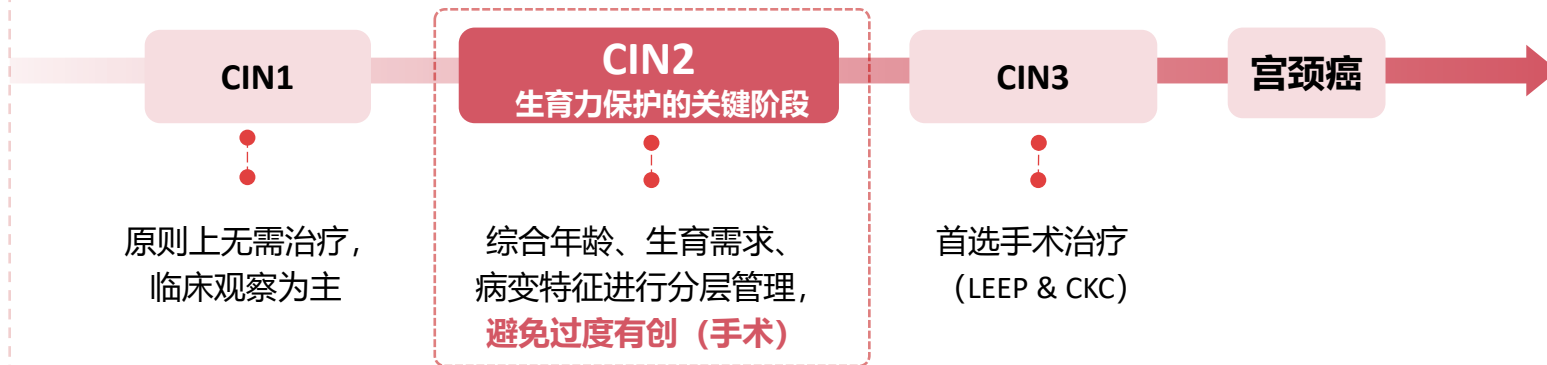 CIN1
CIN2
生育力保护的关键阶段
CIN3
宫颈癌
原则上无需治疗，
临床观察为主
综合年龄、生育需求、
病变特征进行分层管理，
避免过度有创（手术）
首选手术治疗
（LEEP & CKC）